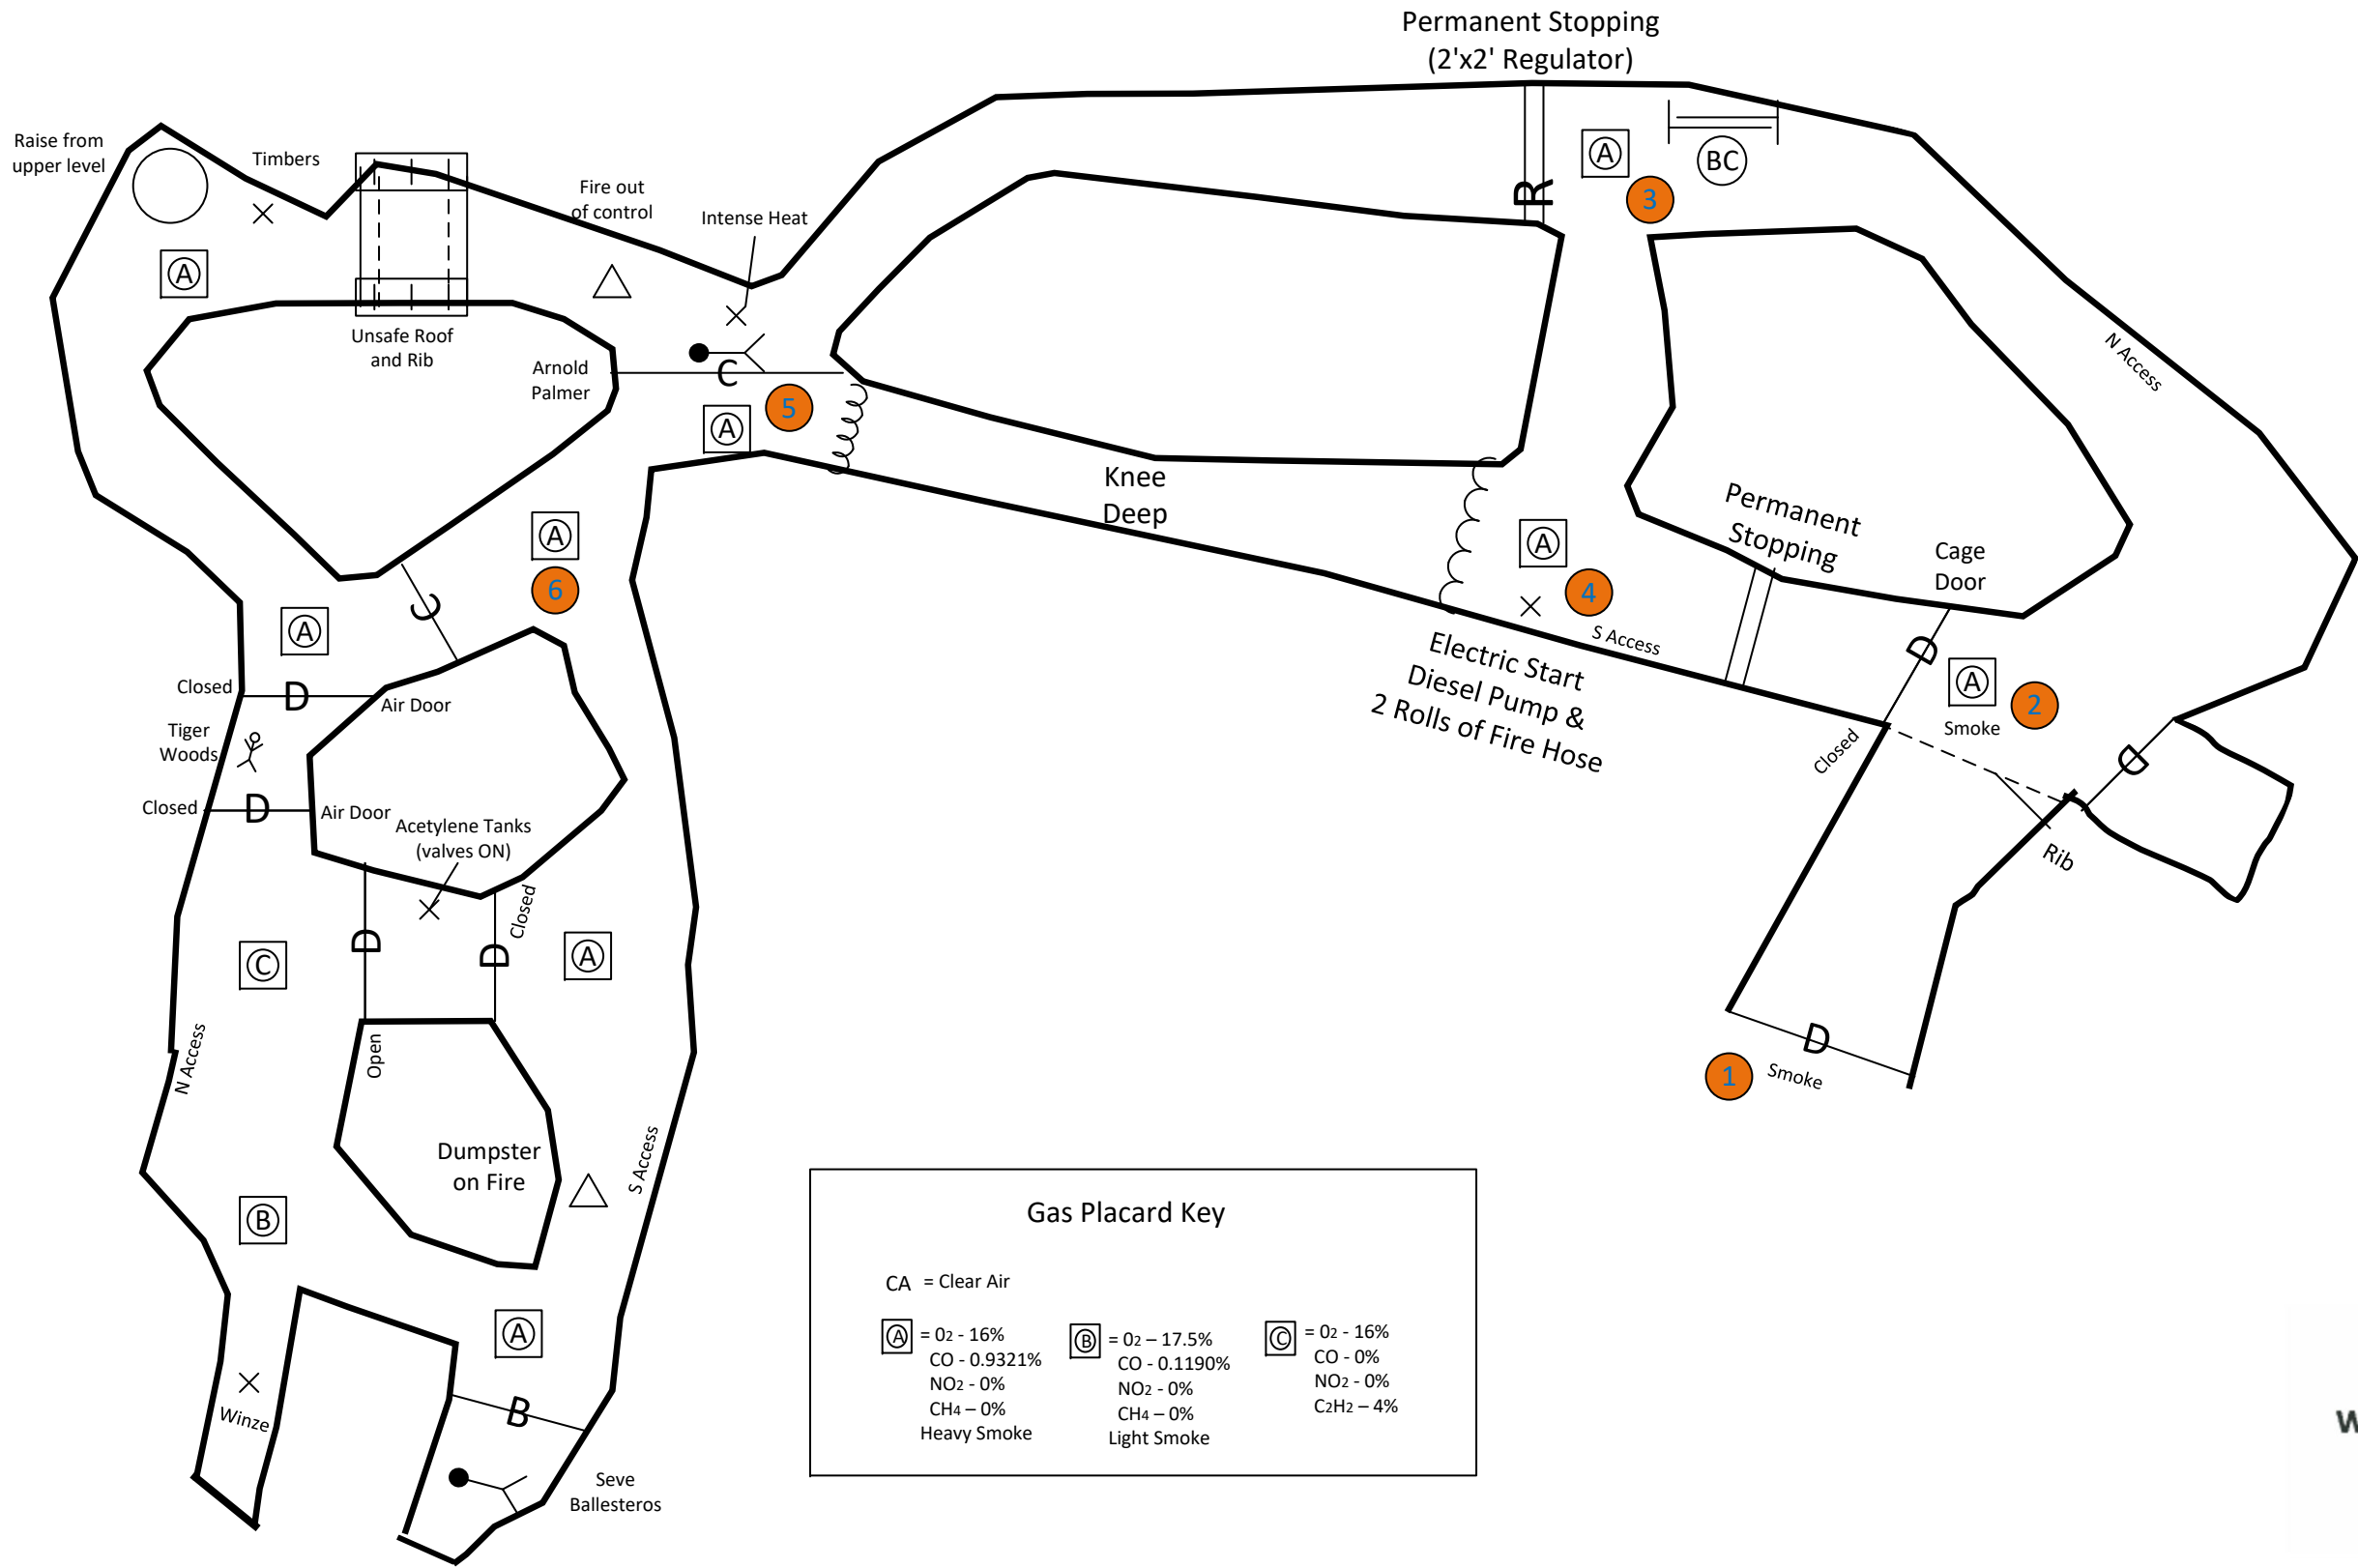 Permanent Stopping
(2'x2' Regulator)
Raise from
upper level
Timbers
Fire out
of control
Intense Heat
R
A
BC
3
A
Unsafe Roof
and Rib
Arnold
Palmer
C
A
5
N Access
Knee
Deep
Permanent
Stopping
Cage
Door
A
6
C
A
4
S Access
Electric Start
Diesel Pump &
2 Rolls of Fire Hose
D
A
2
Smoke
Closed
D
Rib
D
1
Smoke
A
Closed
D
Air Door
Tiger
Woods
Closed
D
Air Door
Acetylene Tanks
(valves ON)
Closed
D
D
A
C
Open
N Access
Dumpster
on Fire
S Access
B
A
Winze
B
Seve
Ballesteros
Gas Placard Key
CA = Clear Air
A = 02 - 16%
CO - 0.9321%
NO2 - 0%
CH4 – 0%
Heavy Smoke
B = 02 – 17.5%
CO - 0.1190%
NO2 - 0%
CH4 – 0%
Light Smoke
C = 02 - 16%
CO - 0%
NO2 - 0%
C2H2 – 4%